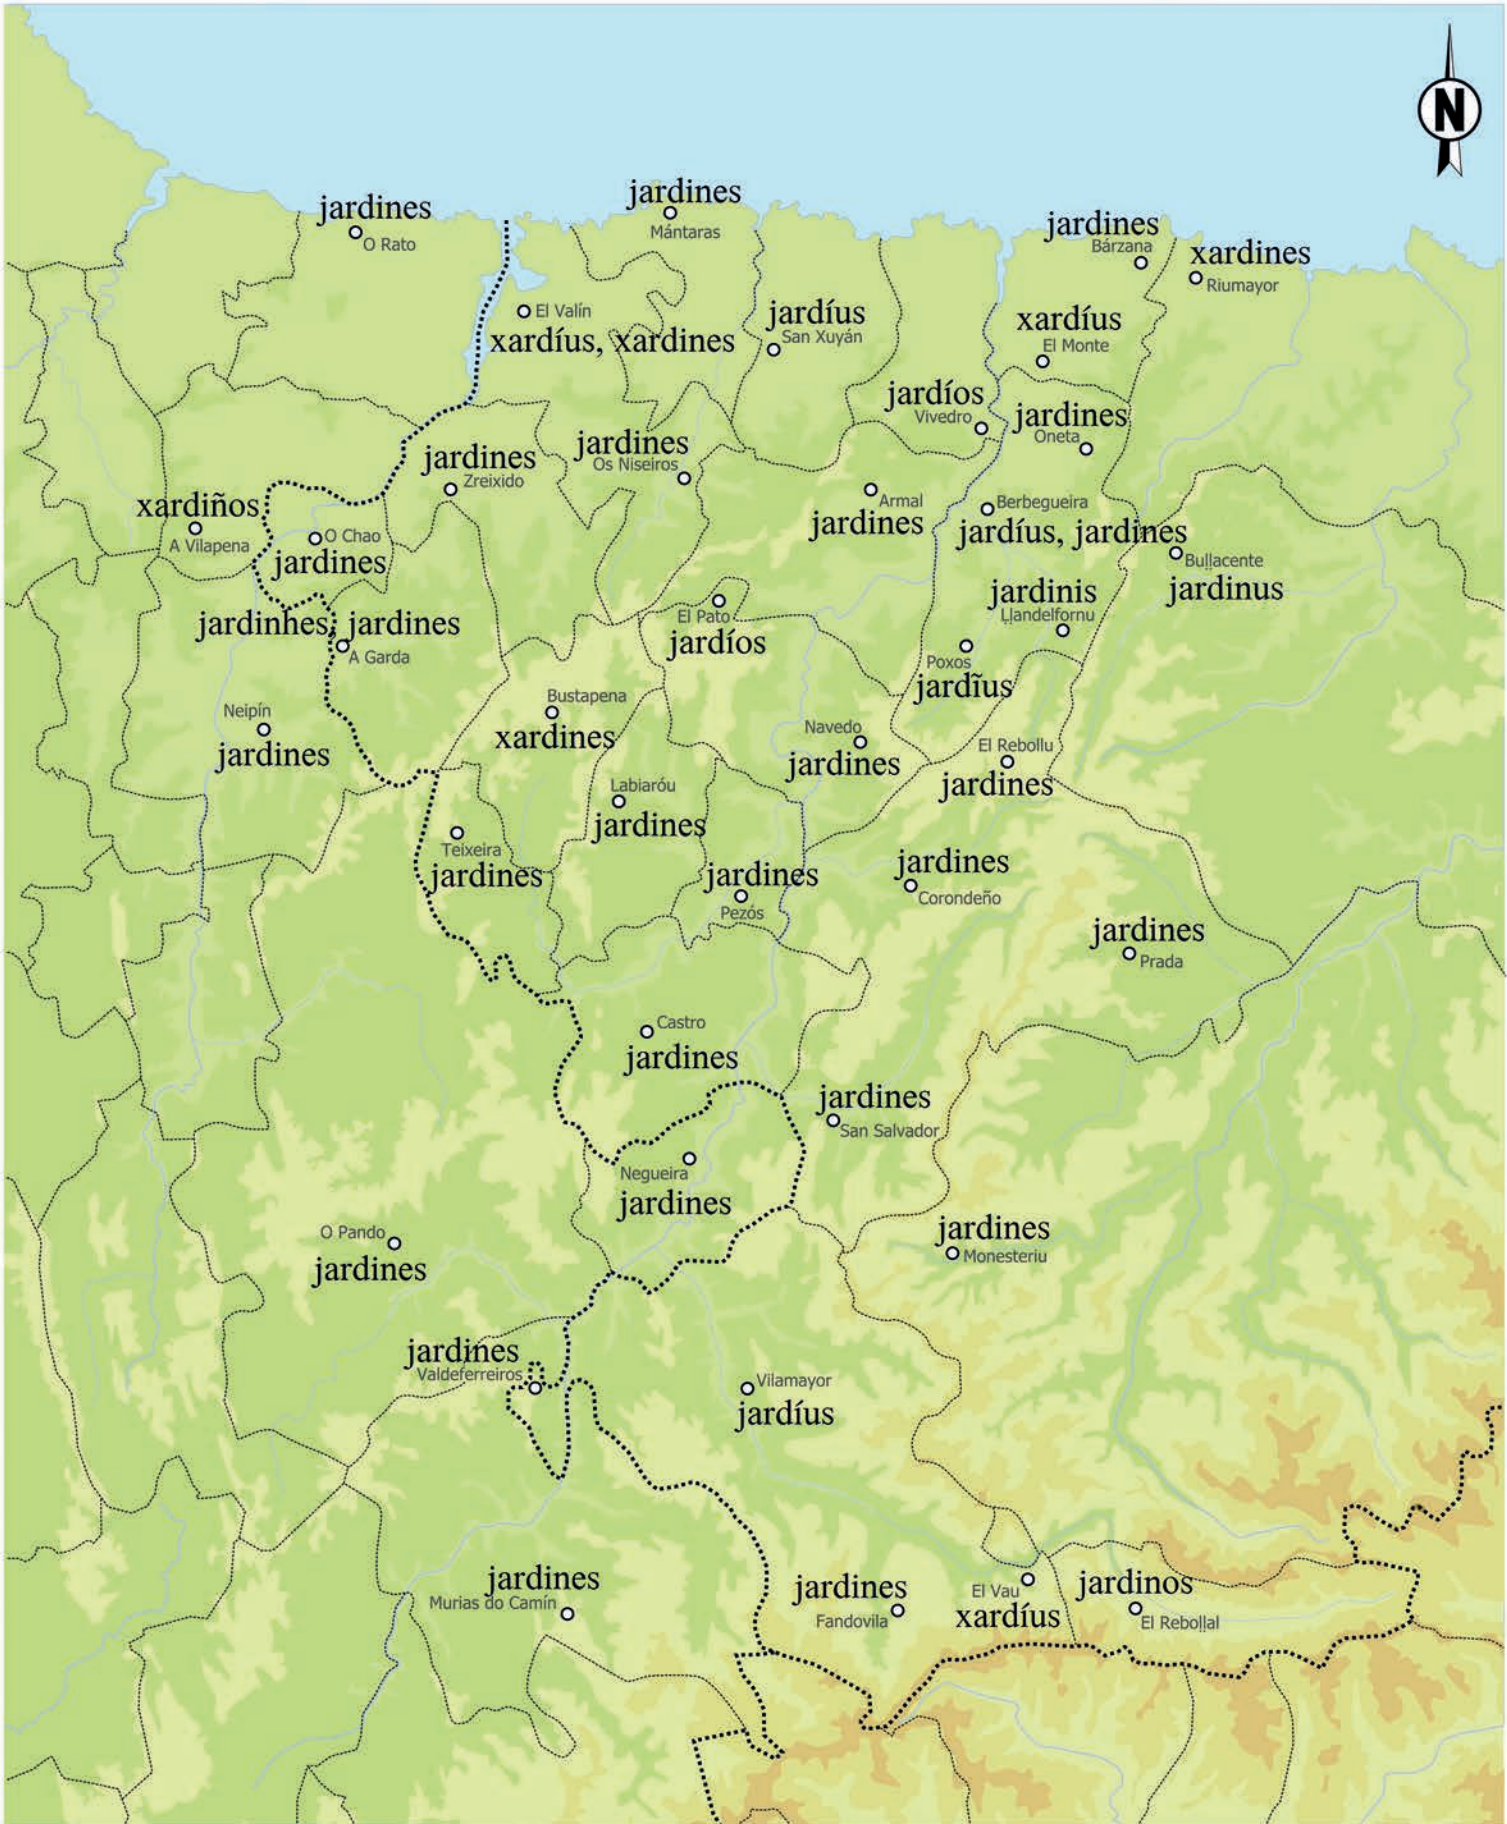 N
jardines
O Rato
jardines
Mántaras
jardines
Bárzana
xardines
Riumayor
El Valín
xardíus, xardines
jardíus
San Xuyán
xardíus
El Monte
jardíos
Vivedro
jardines
Oneta
jardines
Zreixido
jardines
Os Niseiros
xardiños
A Vilapena
O Chao
jardines
Armal
jardines
Berbegueira
jardíus, jardines
Buḷḷacente
jardinus
jardinis
Ḷḷandelfornu
jardinhes, jardines
A Garda
El Pato
jardíos
Poxos
jardĩus
Neipín
jardines
Bustapena
xardines
Navedo
jardines
El Rebollu
jardines
Labiaróu
jardines
Teixeira
jardines
jardines
Pezós
jardines
Corondeño
jardines
Prada
Castro
jardines
jardines
San Salvador
Negueira
jardines
O Pando
jardines
jardines
Monesteriu
jardines
Valdeferreiros
Vilamayor
jardíus
jardines
Murias do Camín
jardines
Fandovila
El Vau
xardíus
jardinos
El Reboḷḷal